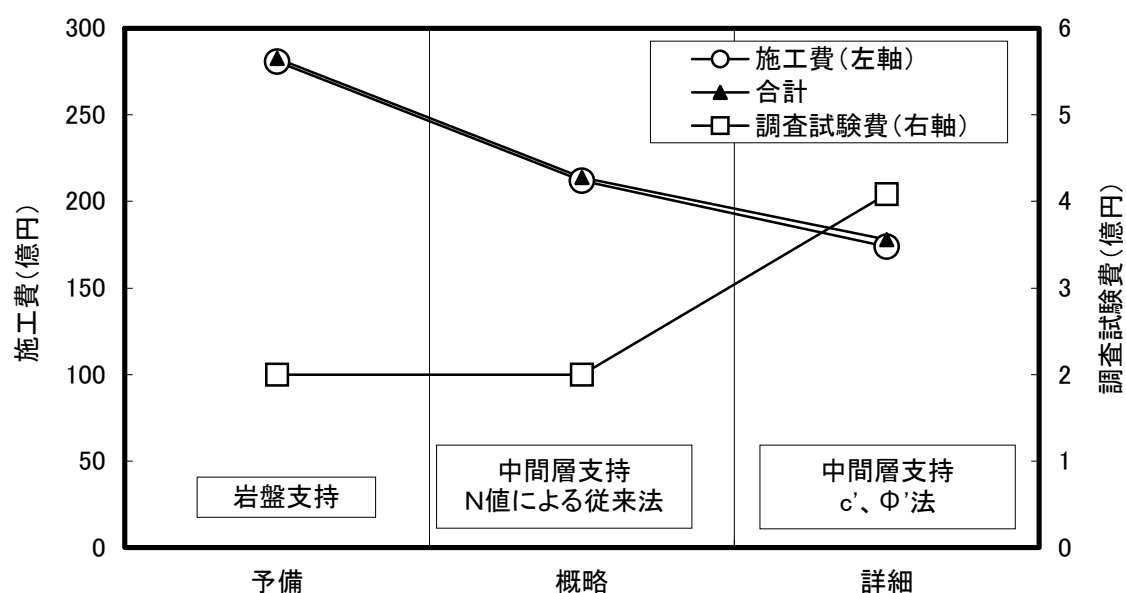 300
250
200
150
100
50
0
施工費(億円)
6
5
4
3
2
1
0
調査試験費(億円)
施工費(左軸)
合計
調査試験費(右軸)
岩盤支持
中間層支持
N値による従来法
中間層支持
c'、Φ'法
予備
概略
詳細